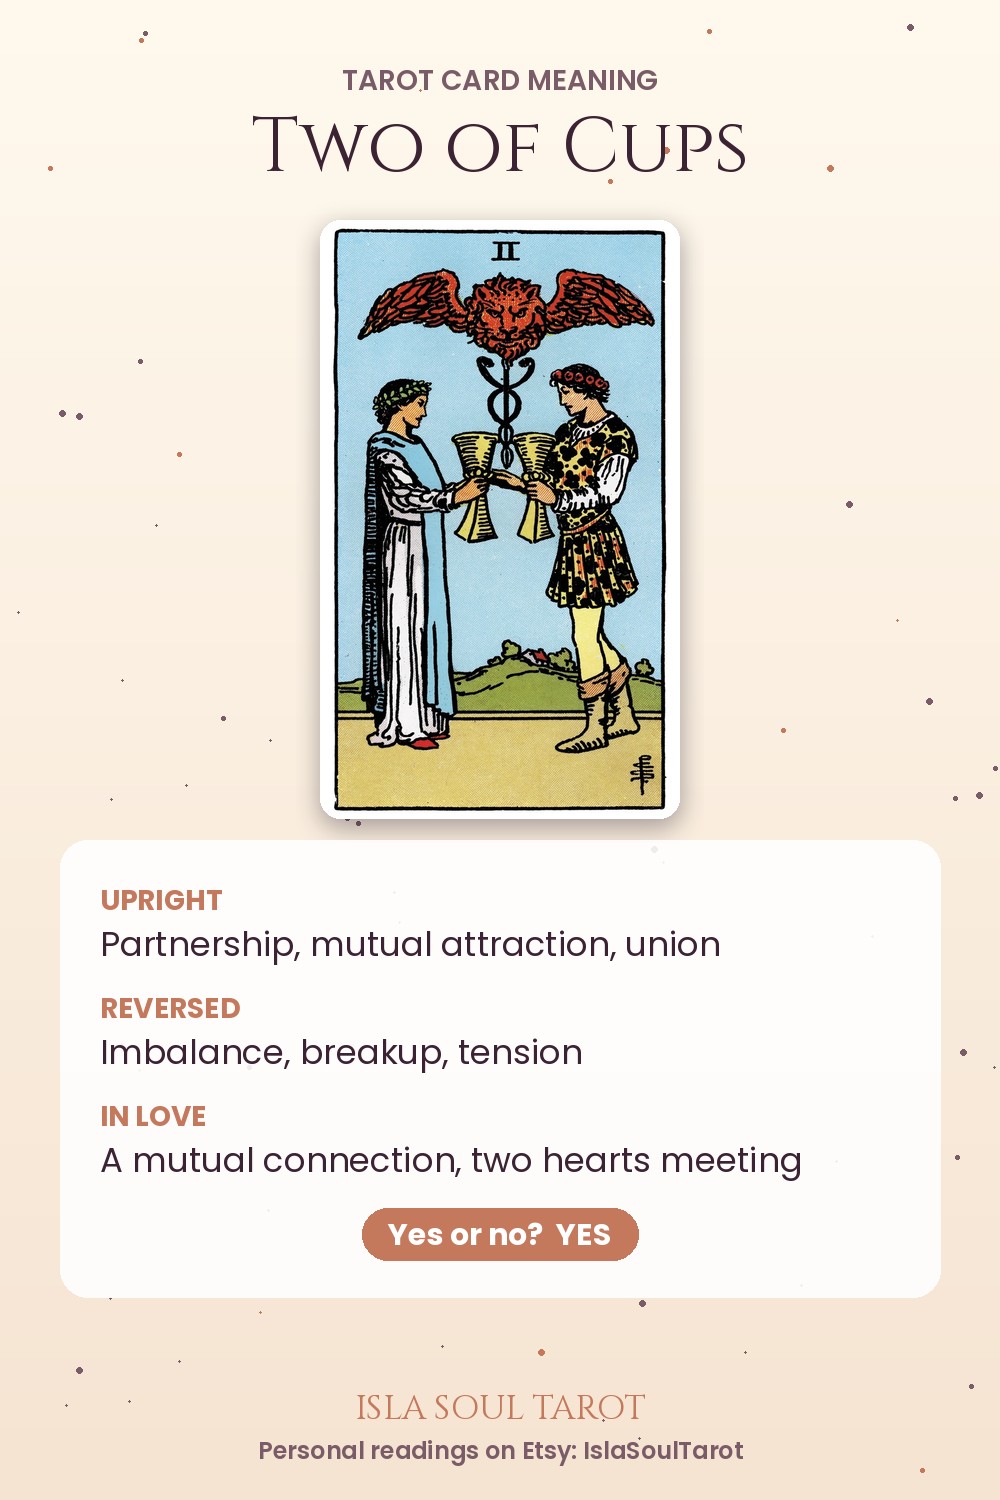 TAROT CARD MEANING
Two of Cups
II
UPRIGHT
Partnership, mutual attraction, union
REVERSED
Imbalance, breakup, tension
IN LOVE
A mutual connection, two hearts meeting
Yes or no? YES
ISLA SOUL TAROT
Personal readings on Etsy: IslaSoulTarot